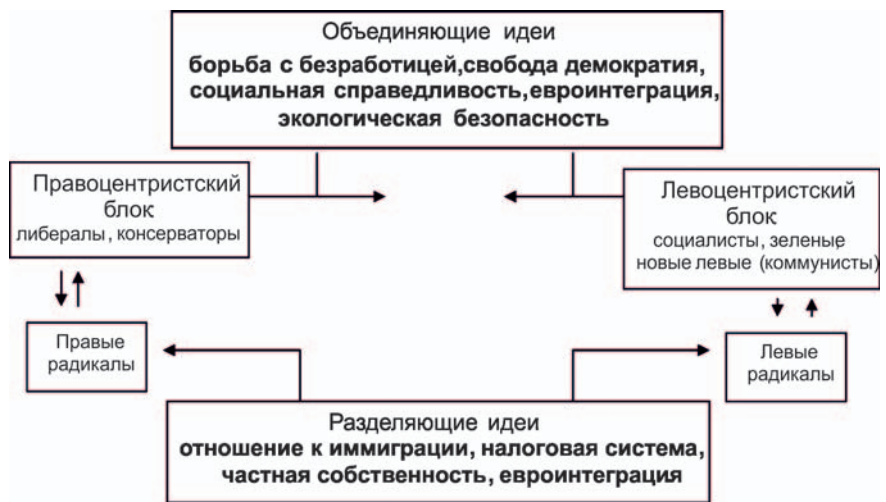 Объединяющие идеи
борьба с безработицей,свобода демократия,
социальная справедливость,евроинтеграция,
экологическая безопасность
Правоцентристский
блок
либералы, консерваторы
Левоцентристский
блок
социалисты, зеленые,
новые левые (коммунисты)
Правые
радикалы
Левые
радикалы
Разделяющие идеи
отношение к иммиграции, налоговая система,
частная собственность, евроинтеграция